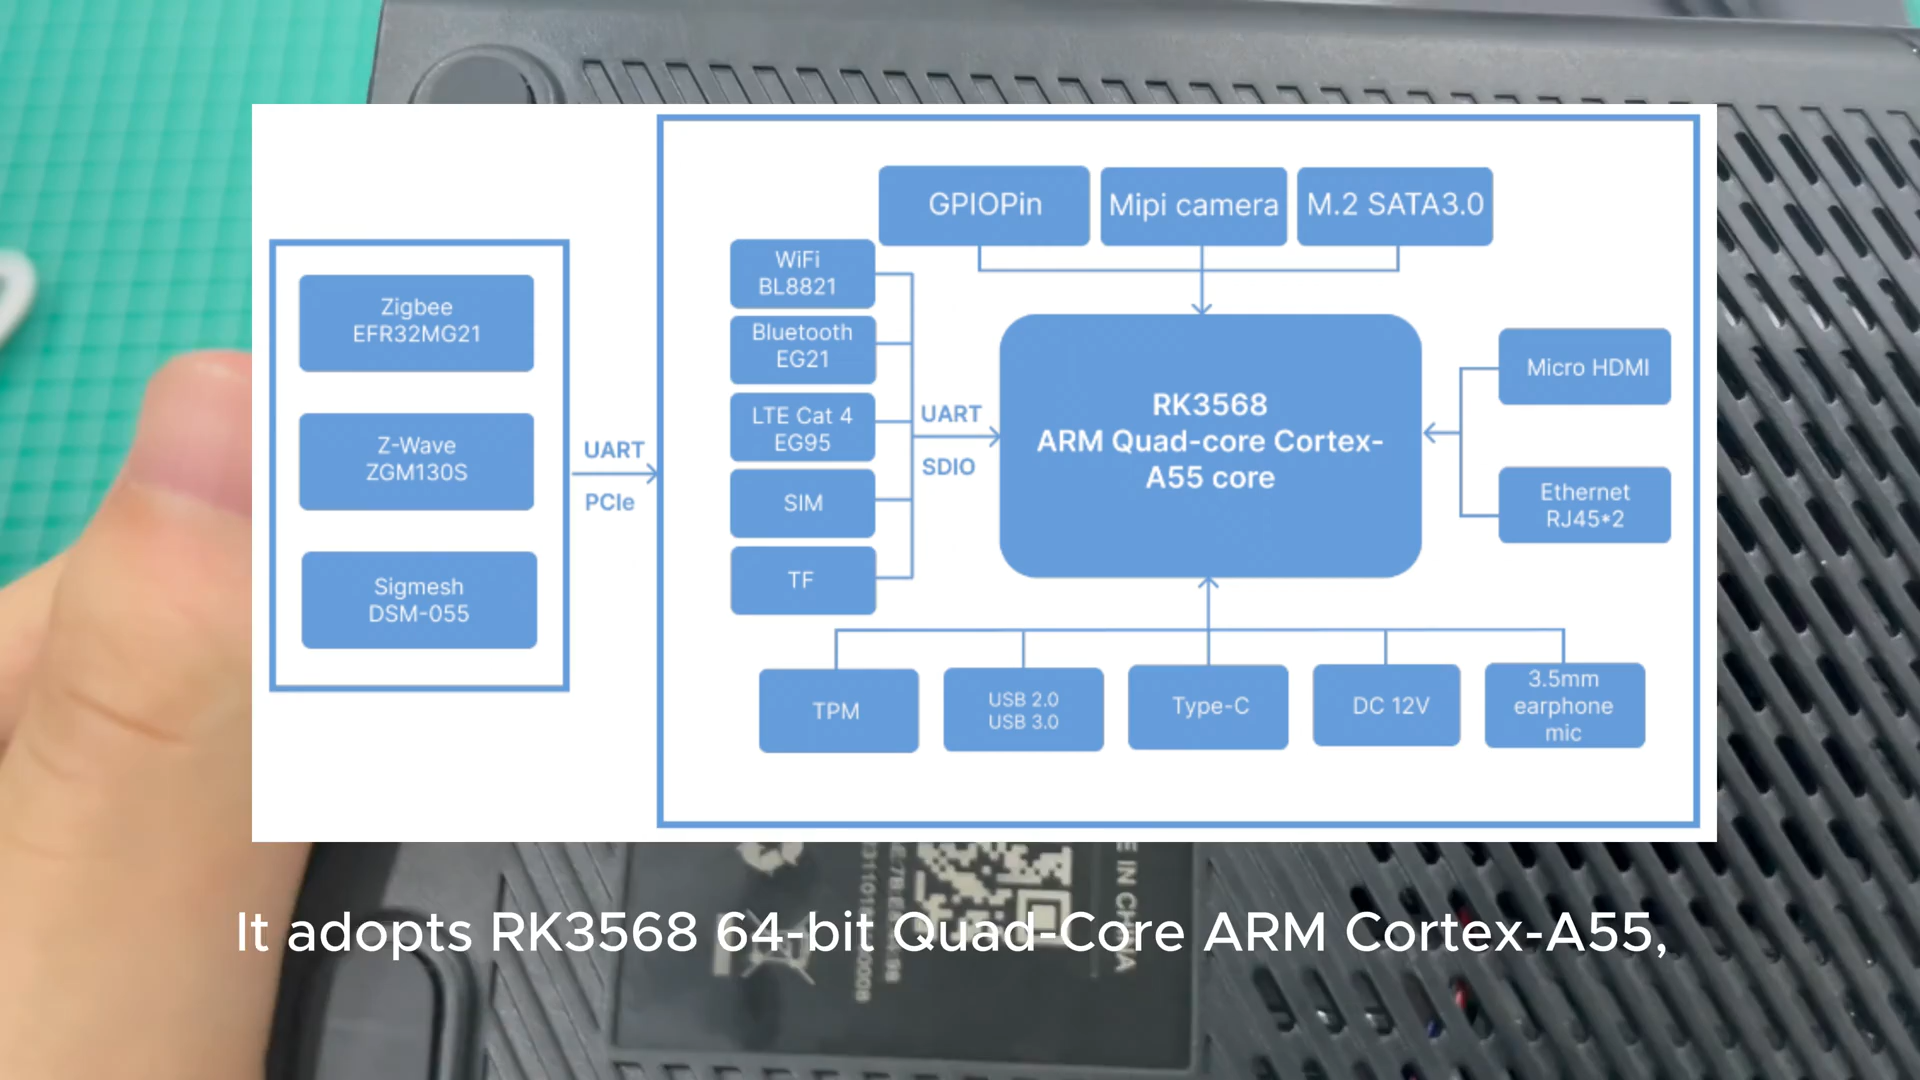 GPIOPin
Mipi camera
M.2 SATA3.0
WiFi
BL8821
Bluetooth
EG21
LTE Cat 4
EG95
SIM
TF
UART
SDIO
Zigbee
EFR32MG21
Z-Wave
ZGM130S
Sigmesh
DSM-055
UART
PCIe
RK3568
ARM Quad-core Cortex-
A55 core
Micro HDMI
Ethernet
RJ45*2
TPM
USB 2.0
USB 3.0
Type-C
DC 12V
3.5mm
earphone
mic
IN CHINA
It adopts RK3568 64-bit Quad-Core ARM Cortex-A55,